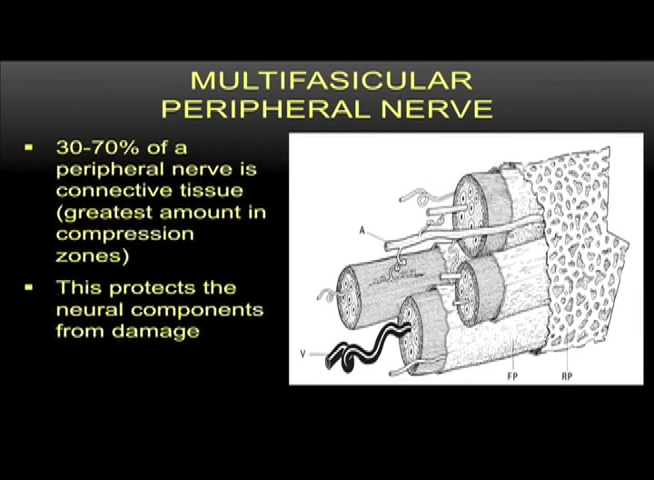 MULTIFASICULAR
PERIPHERAL NERVE
30-70% of a
peripheral nerve is
connective tissue
(greatest amount in
compression
zones)
This protects the
neural components
from damage
A
V
FP
RP